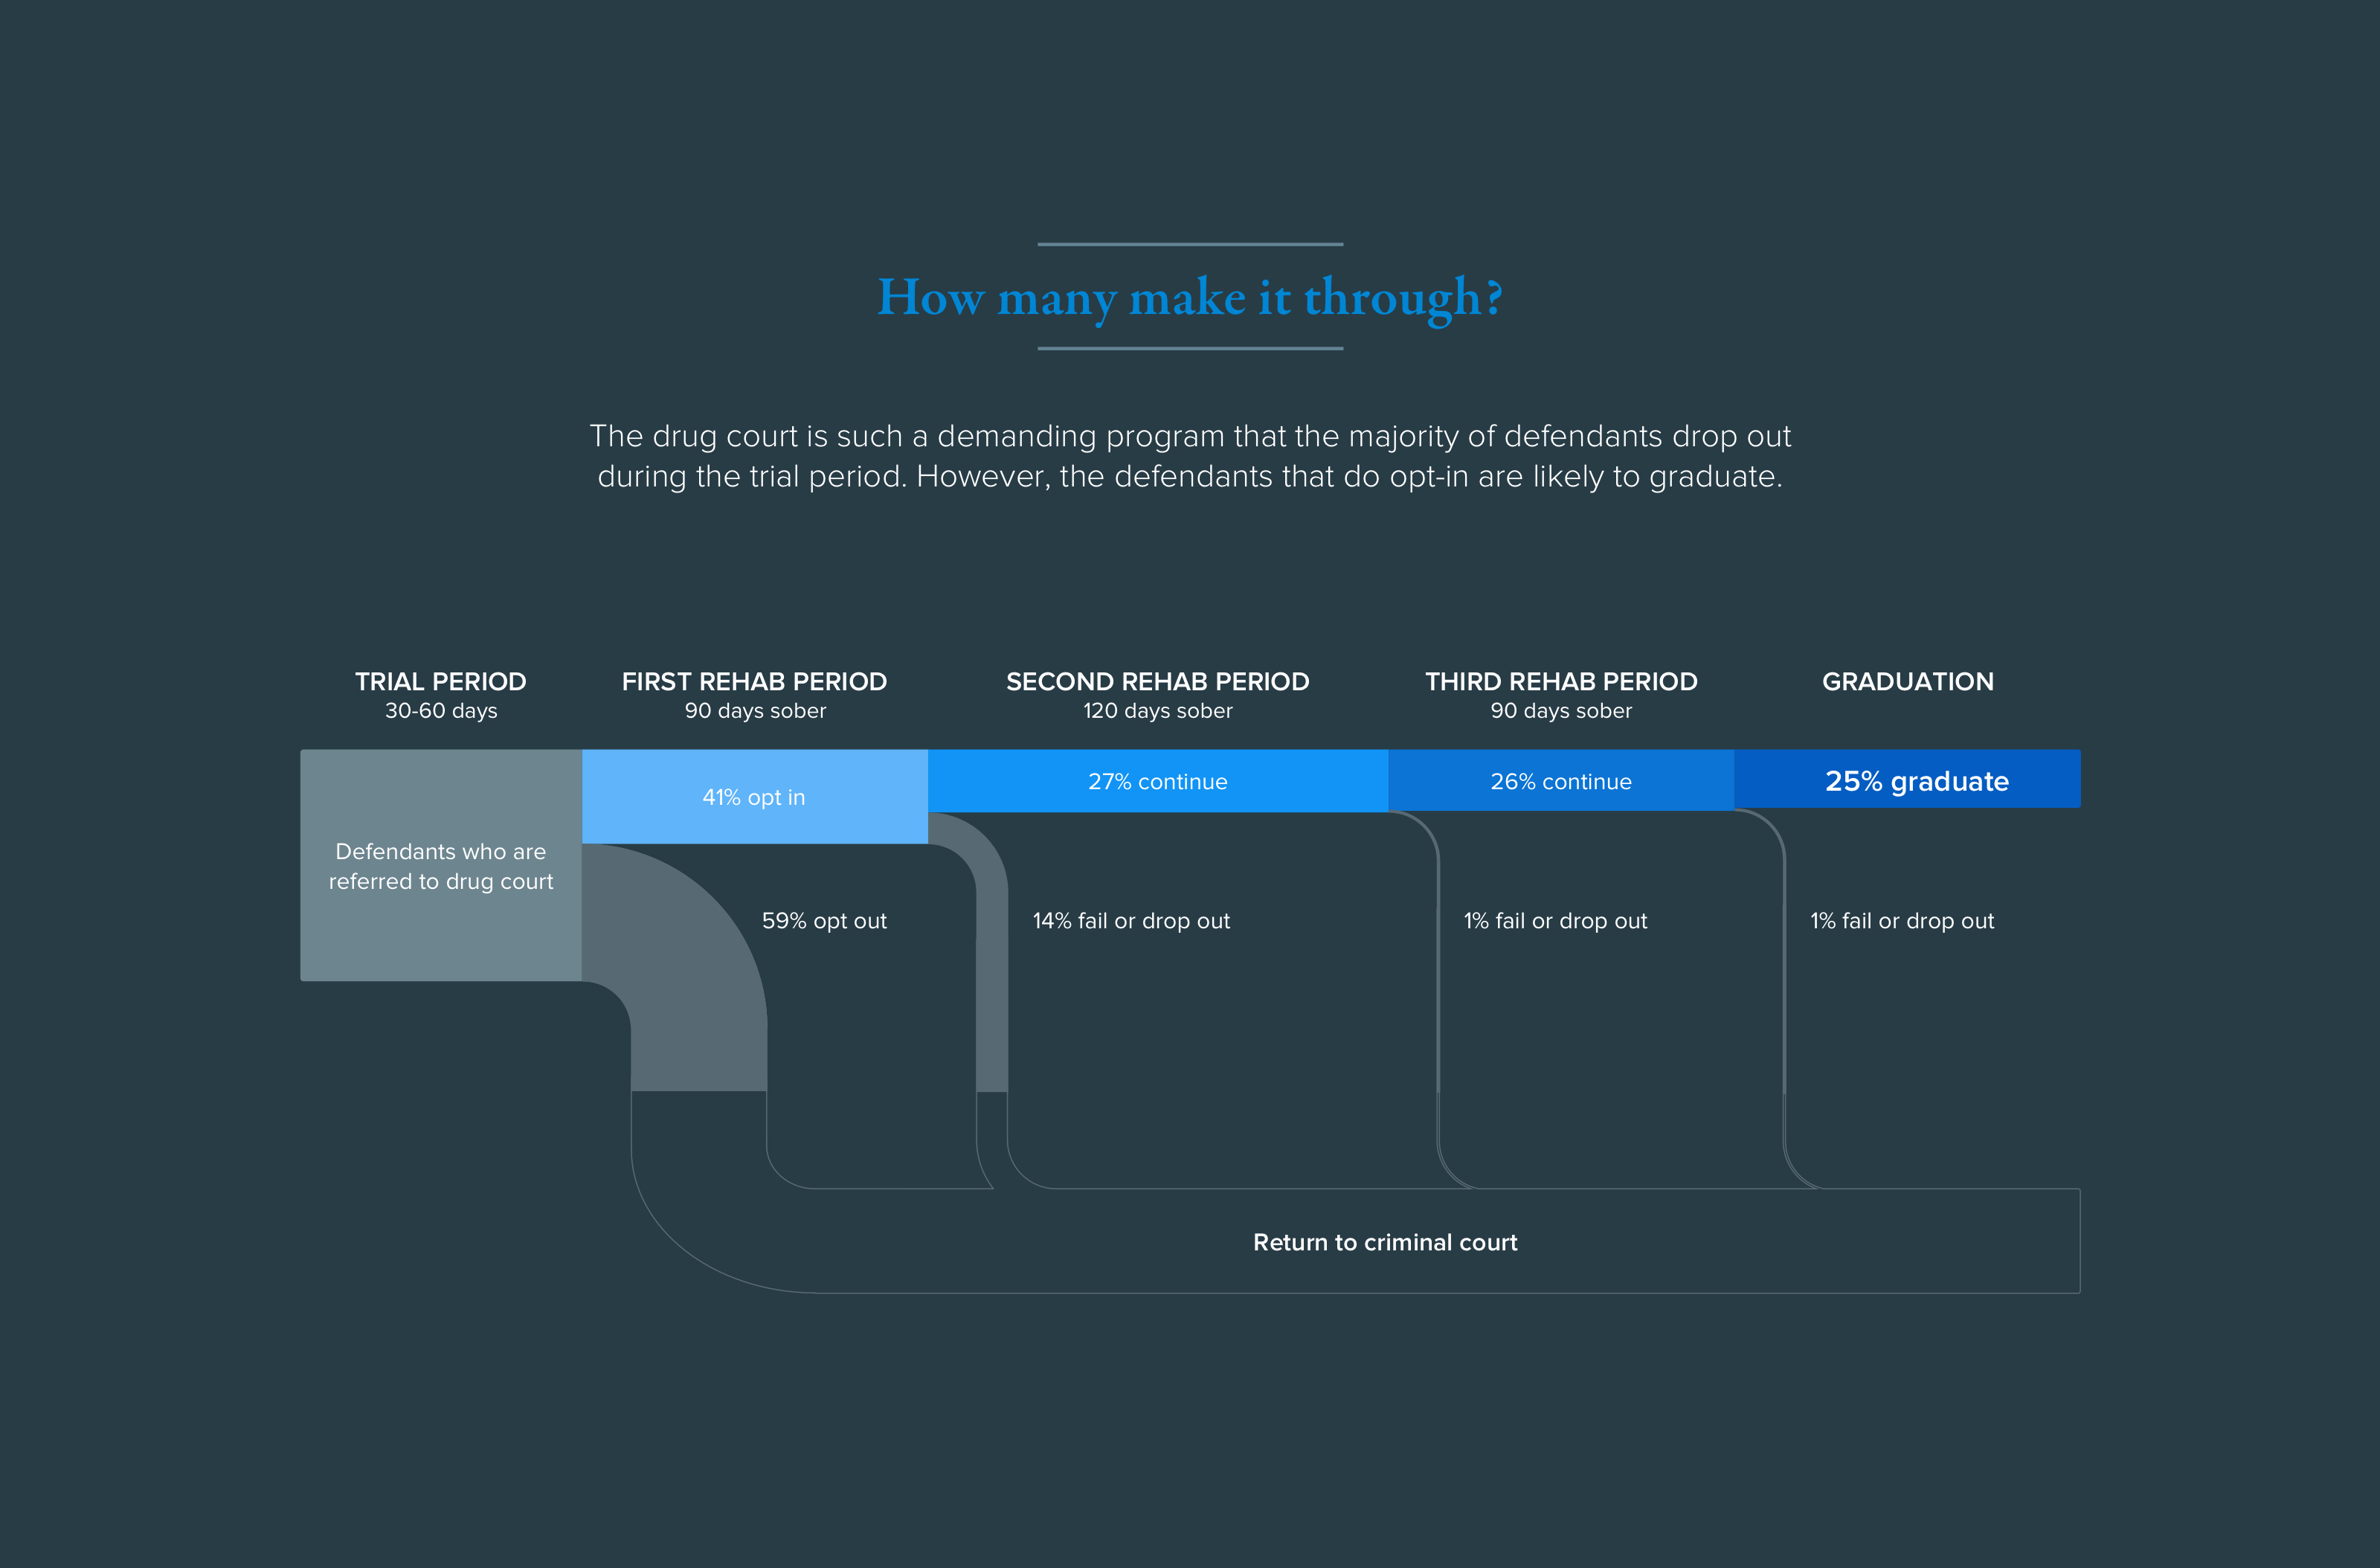 How many make it through?
The drug court is such a demanding program that the majority of defendants drop out
during the trial period. However, the defendants that do opt-in are likely to graduate.
TRIAL PERIOD
30-60 days
FIRST REHAB PERIOD
90 days sober
SECOND REHAB PERIOD
120 days sober
THIRD REHAB PERIOD
90 days sober
GRADUATION
Defendants who are
referred to drug court
41% opt in
27% continue
26% continue
25% graduate
59% opt out
14% fail or drop out
1% fail or drop out
1% fail or drop out
Return to criminal court